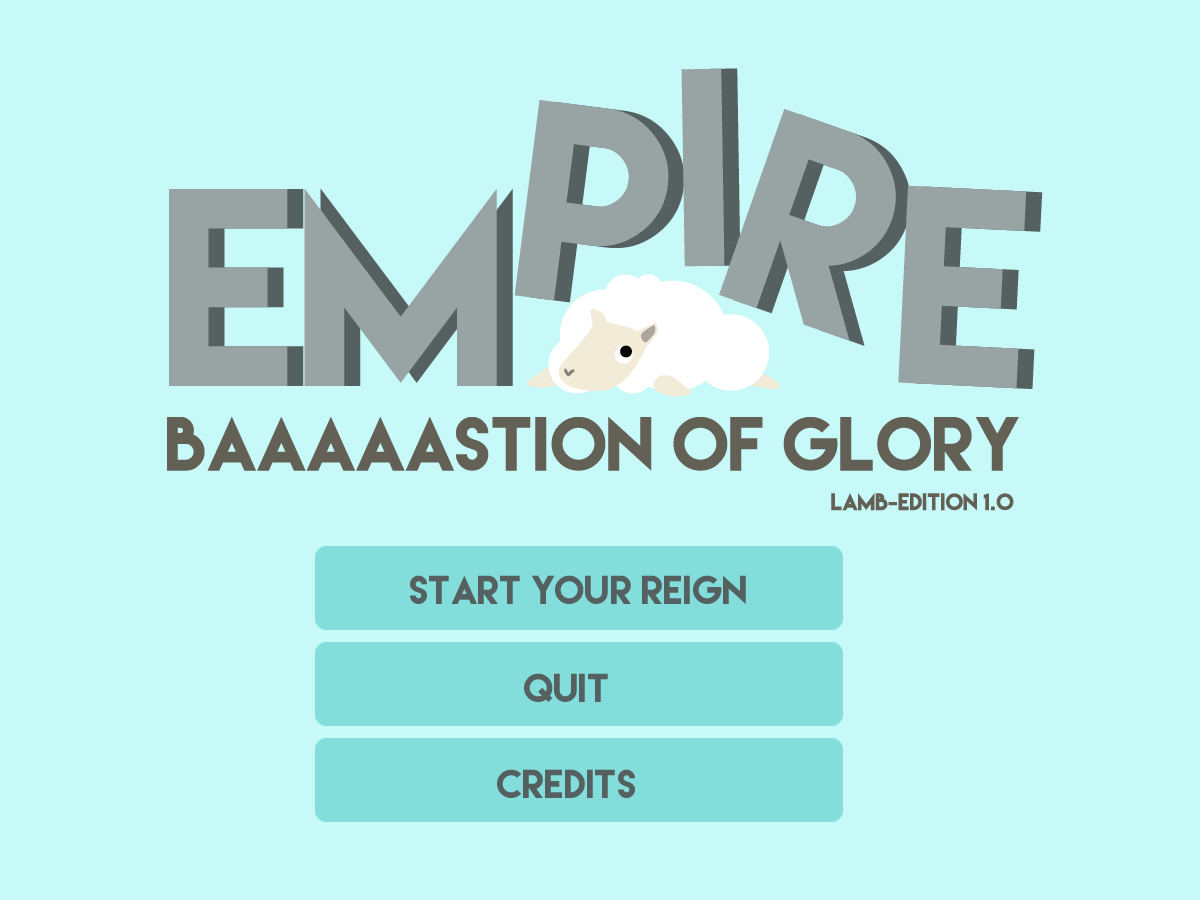 EMPIRE
BAAAAASTION OF GLORY
LAMB-EDITION 1.0
START YOUR REIGN
QUIT
CREDITS